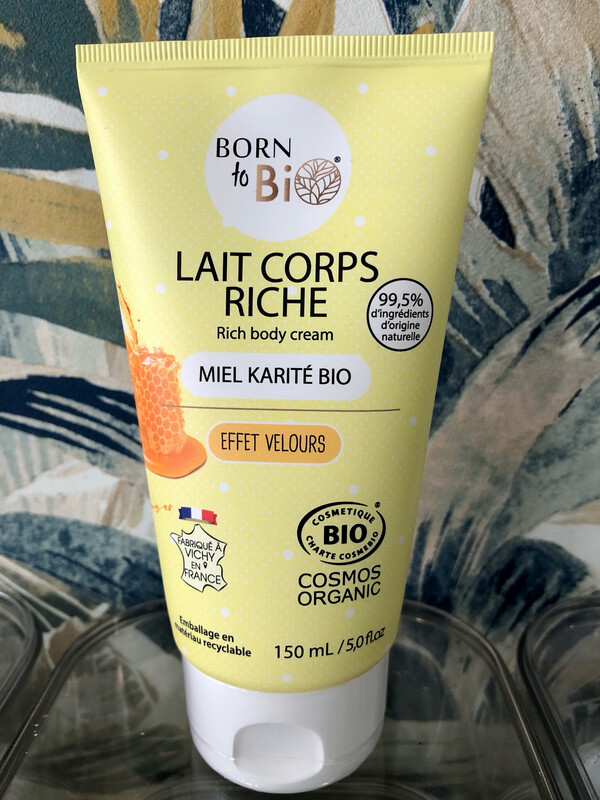 BORN
to Bio®
LAIT CORPS
RICHE
Rich body cream
99,5%
d'ingrédients
d'origine
naturelle
MIEL KARITÉ BIO
EFFET VELOURS
FABRIQUÉ À
VICHY
EN
FRANCE
COSMETIQUE
BIO
CHARTE COSMEBIO
COSMOS
ORGANIC
Emballage en
matériau recyclable
150 mL / 5,0 fl.oz